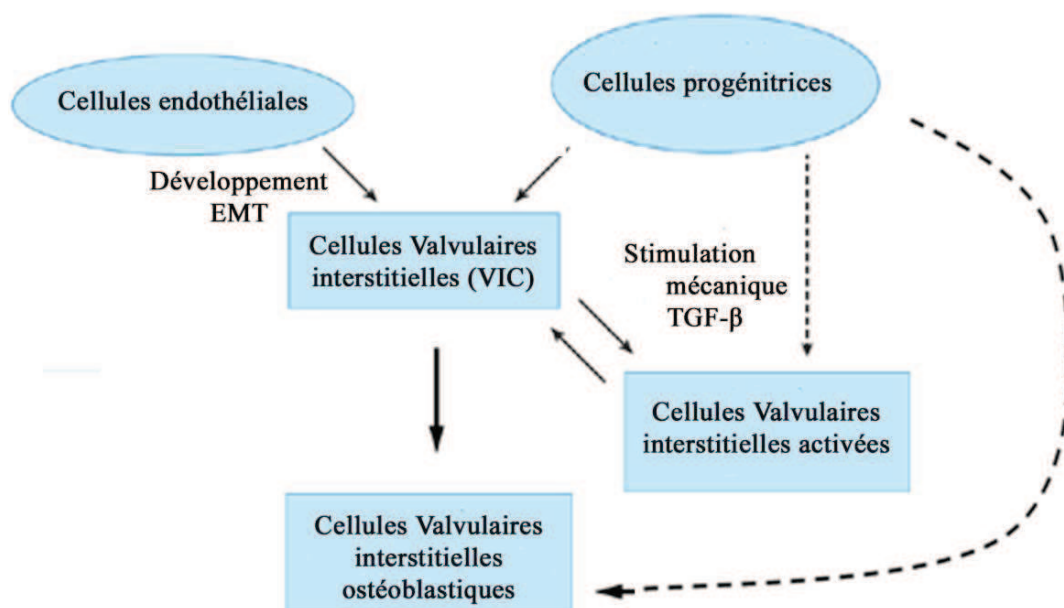 Cellules endothéliales
Cellules progénitrices
Développement
EMT
Cellules Valvulaires
interstitielles (VIC)
Stimulation
mécanique
TGF-β
Cellules Valvulaires
interstitielles activées
Cellules Valvulaires
interstitielles
ostéoblastiques